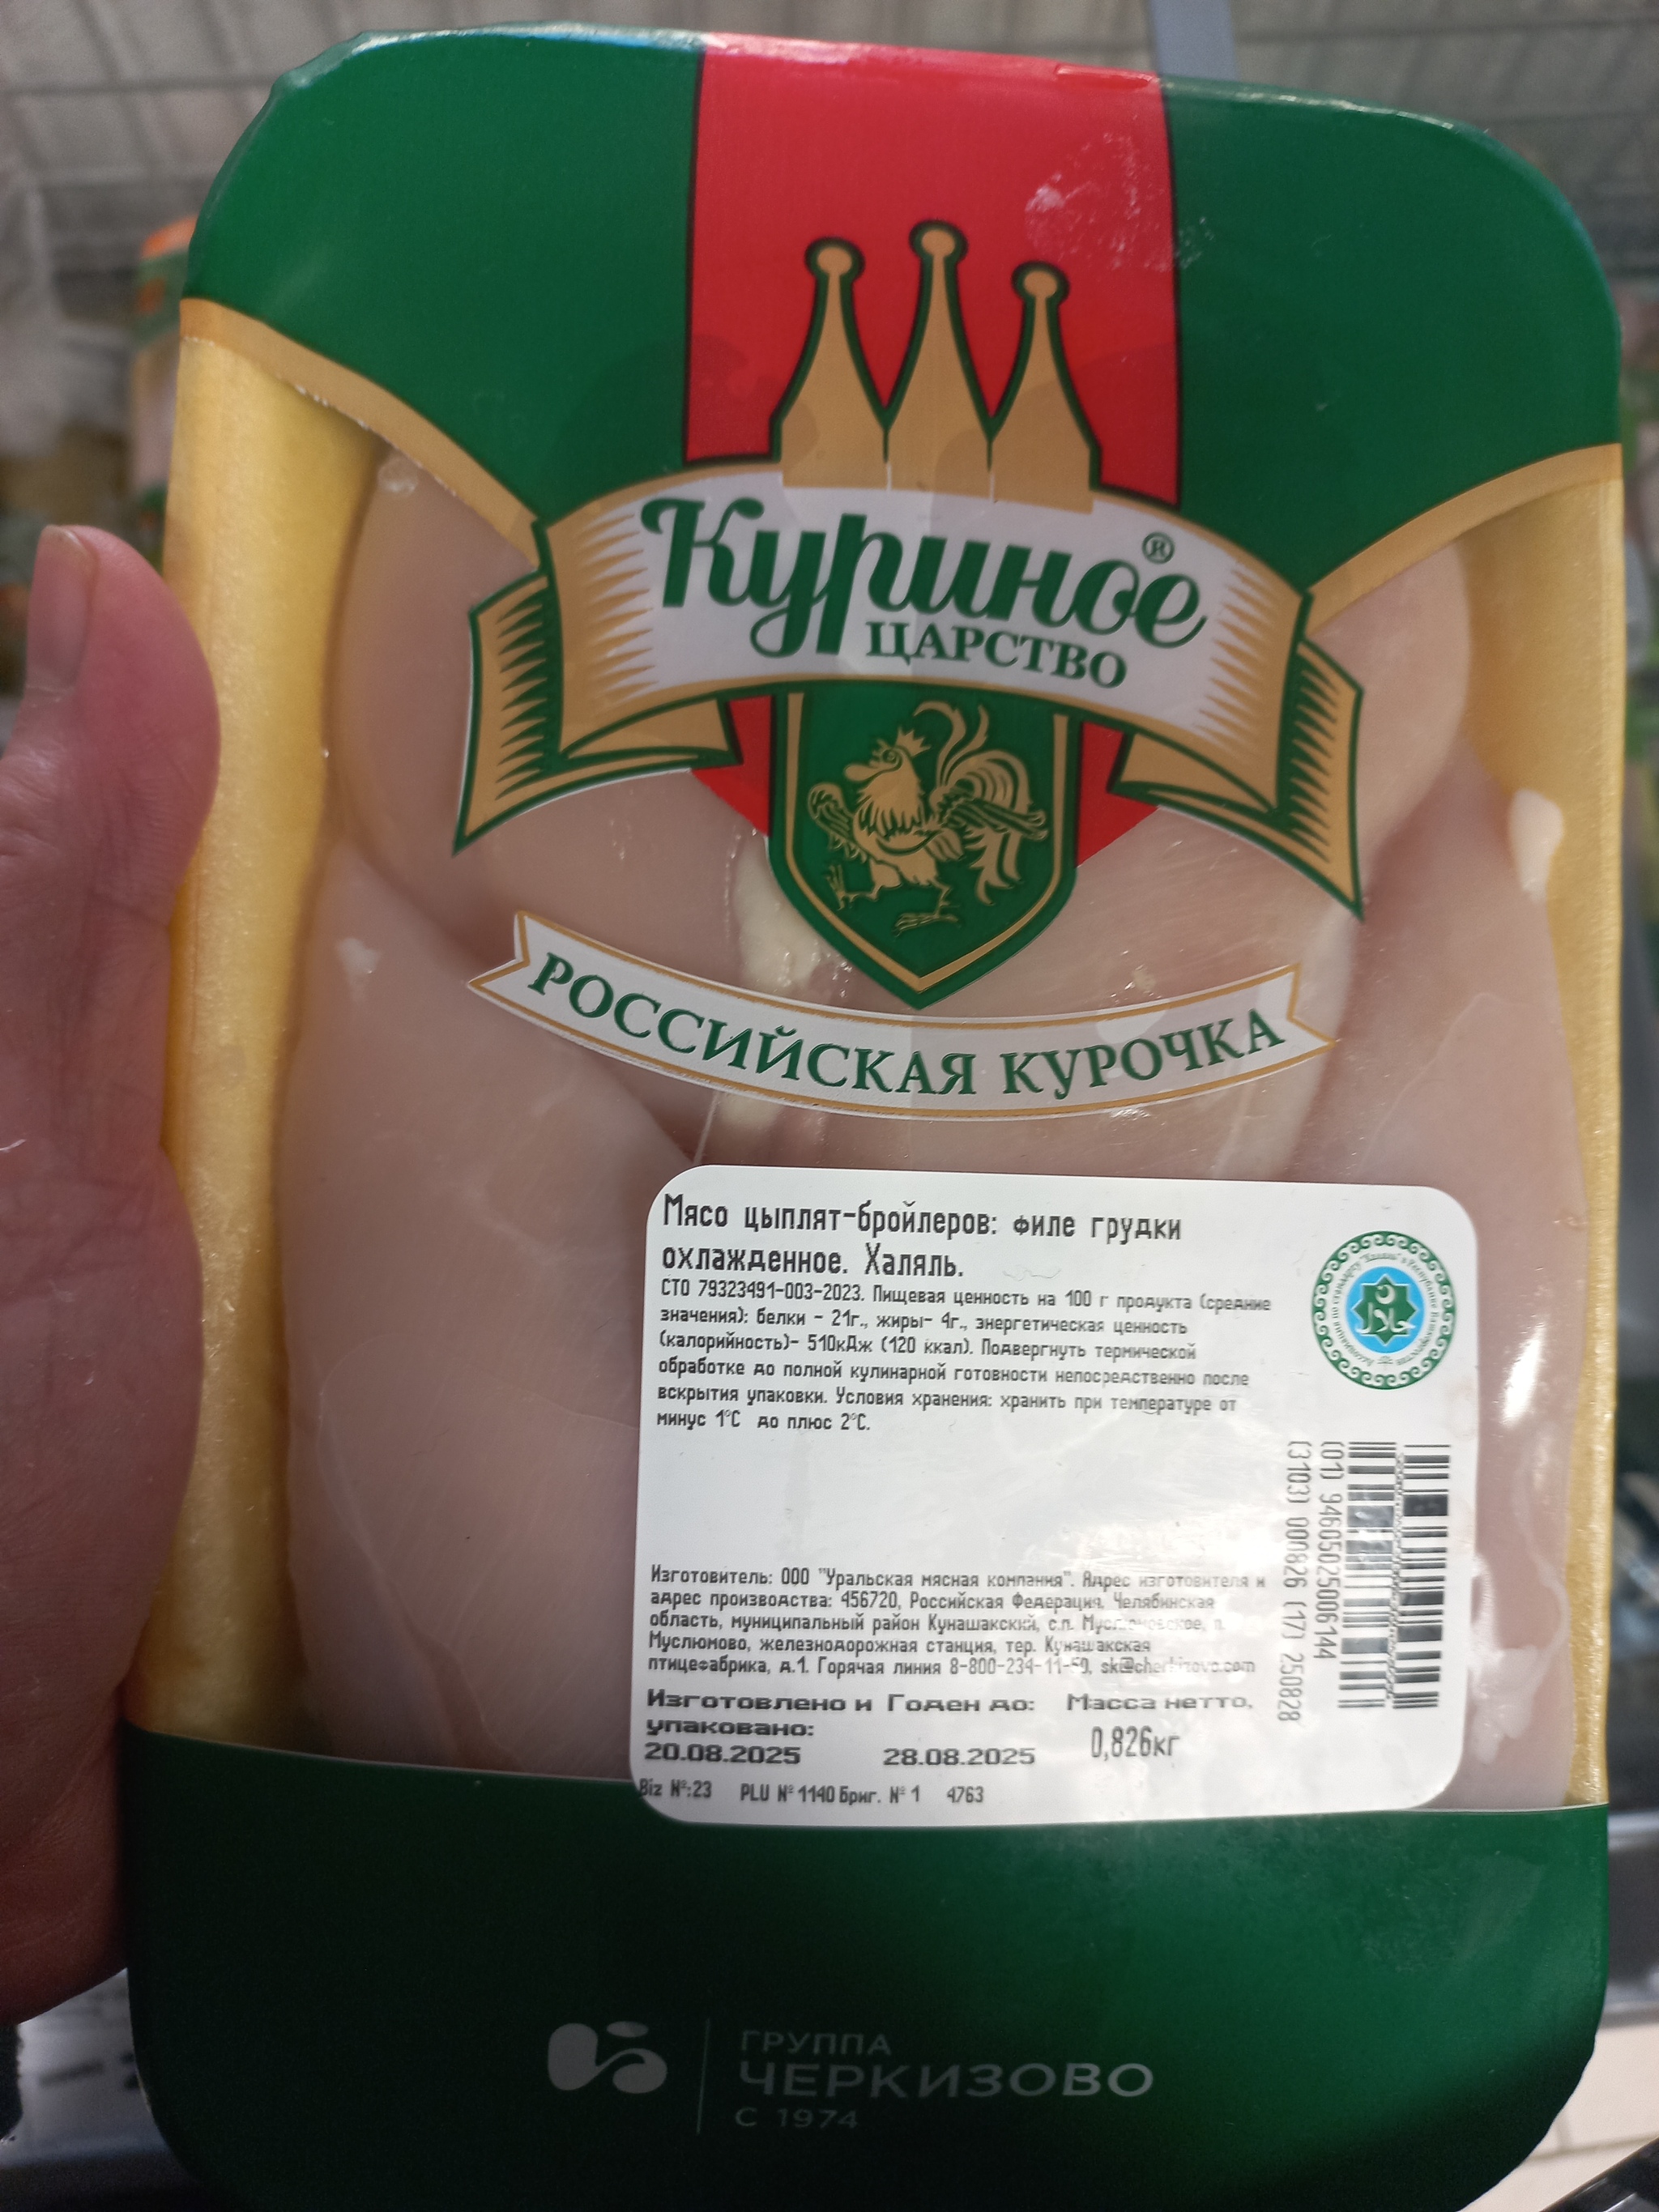 Куриное®
ЦАРСТВО
РОССИЙСКАЯ КУРОЧКА
Мясо цыплят-бройлеров: филе грудки
охлажденное. Халяль.
СТО 79323491-003-2023. Пищевая ценность на 100 г продукта (средние
значения): белки - 21г., жиры- 4г., энергетическая ценность
(калорийность)- 510кДж (120 ккал). Подвергнуть термической
обработке до полной кулинарной готовности непосредственно после
вскрытия упаковки. Условия хранения: хранить при температуре от
минус 1°С до плюс 2°С.
حلال
(01) 94605025006144
(3103) 000826 (17) 250828
Изготовитель: ООО "Уральская мясная компания". Адрес изготовителя и
адрес производства: 456720, Российская Федерация, Челябинская
область, муниципальный район Кунашакский, с.п. п.
Муслюмово, железнодорожная станция, тер. Кунашакская
птицефабрика, д.1. Горячая линия
Изготовлено и Годен до: Масса нетто,
упаковано:
20.08.2025 28.08.2025 0,826кг
Biz №:23 PLU № 1140 Бриг. № 1 4763
ГРУППА
ЧЕРКИЗОВО
С 1974